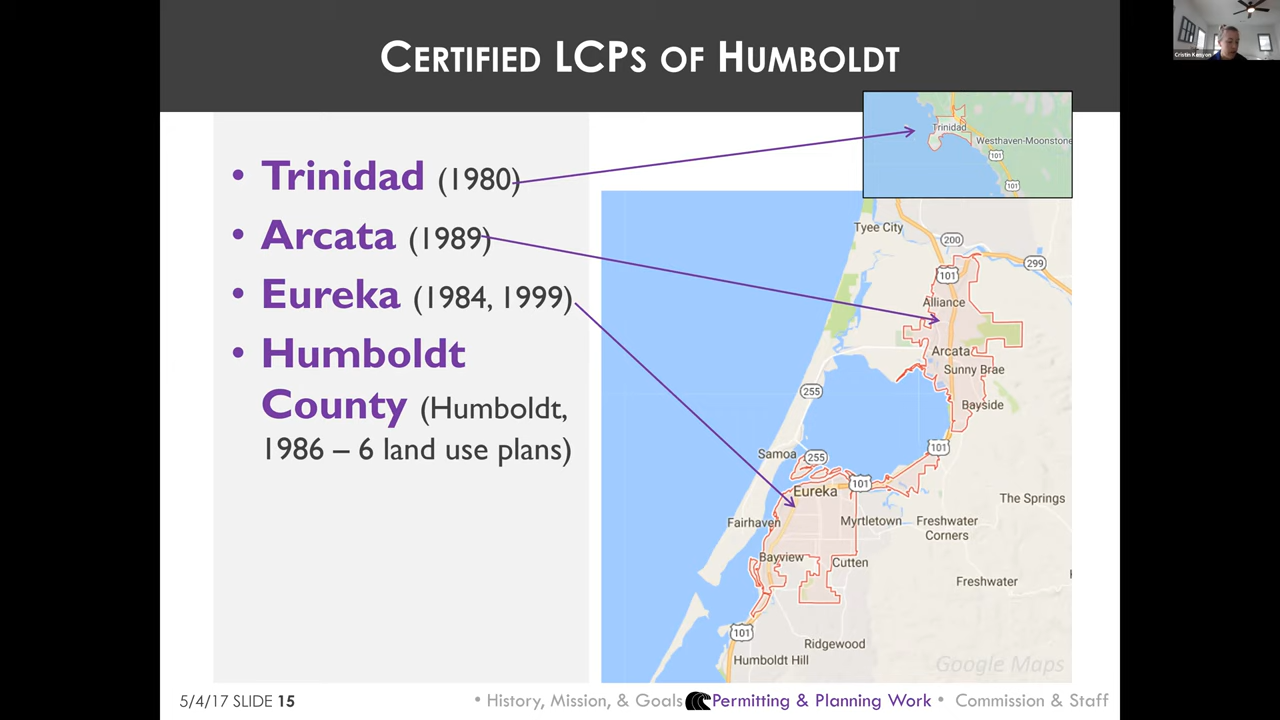 CERTIFIED LCPS OF HUMBOLDT
Cristin Kenyon
• Trinidad (1980)
• Arcata (1989)
• Eureka (1984, 1999)
• Humboldt
County (Humboldt,
1986 – 6 land use plans)
Trinidad
Westhaven-Moonstone
101
101
Tyee City
200
299
101
Alliance
Arcata
Sunny Brae
255
Bayside
101
Samoa
255
101
Eureka
The Springs
Fairhaven
Myrtletown
Freshwater
Corners
Bayview
Cutten
Freshwater
101
Ridgewood
Humboldt Hill
Google Maps
5/4/17 SLIDE 15
• History, Mission, & Goals Permitting & Planning Work • Commission & Staff